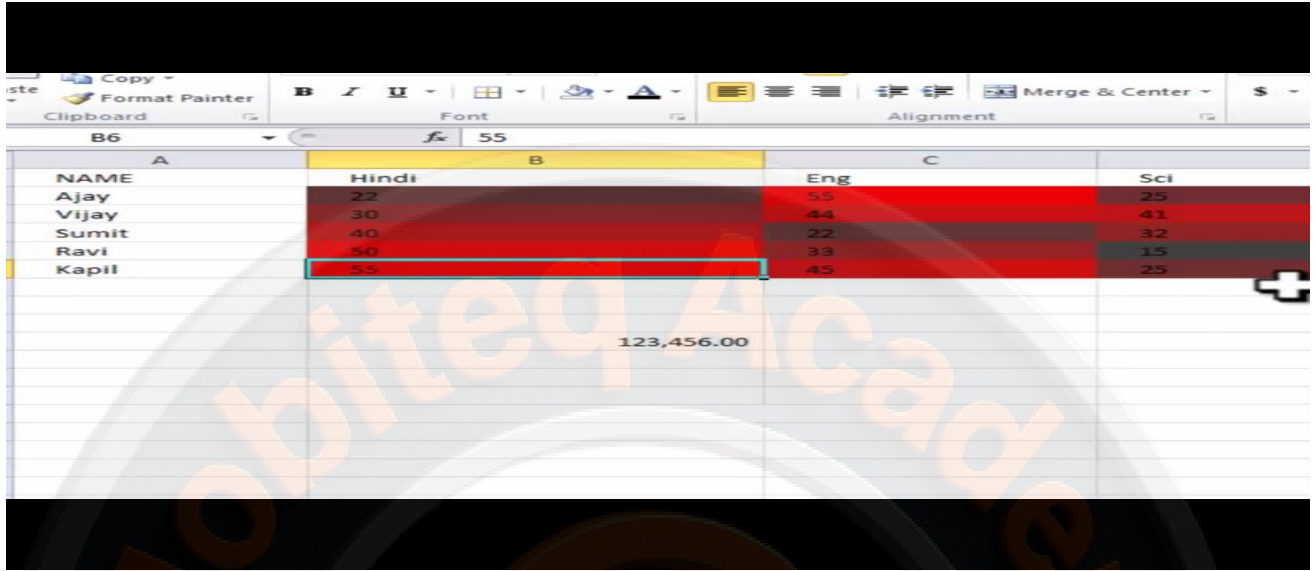 Copy
ste Format Painter B I U A Merge & Center $
Clipboard Font Alignment
B6 fx 55
A B C
NAME Hindi Eng Sci
Ajay 22 55 25
Vijay 30 44 41
Sumit 40 22 32
Ravi 50 33 15
Kapil 55 45 25
123,456.00
obiteq Acade